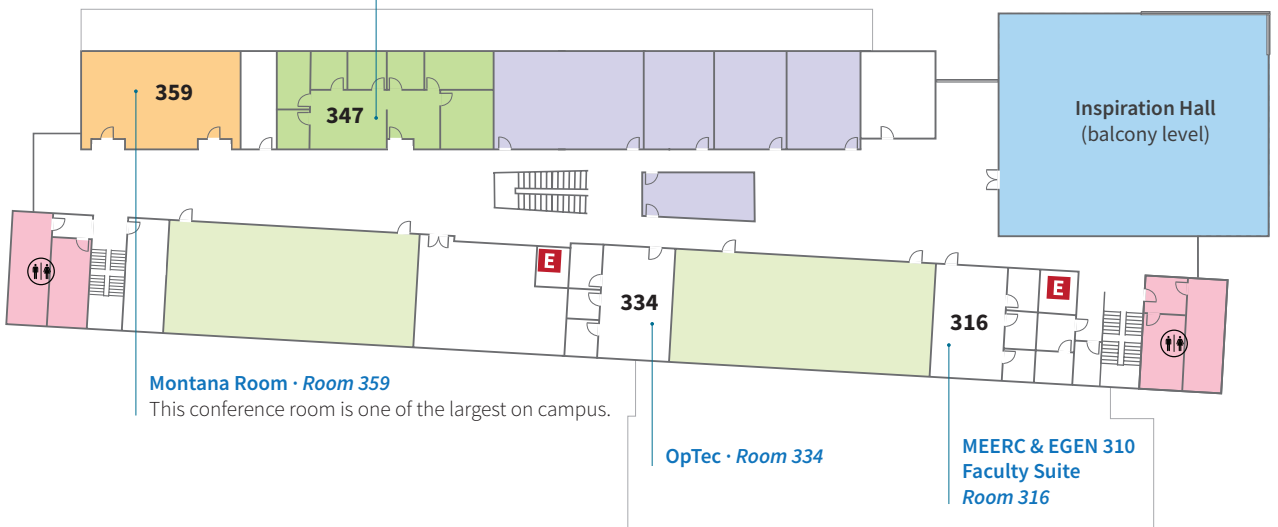 359
347
Inspiration Hall
(balcony level)
E
E
334
316
Montana Room · Room 359
This conference room is one of the largest on campus.
OpTec · Room 334
MEERC & EGEN 310
Faculty Suite
Room 316